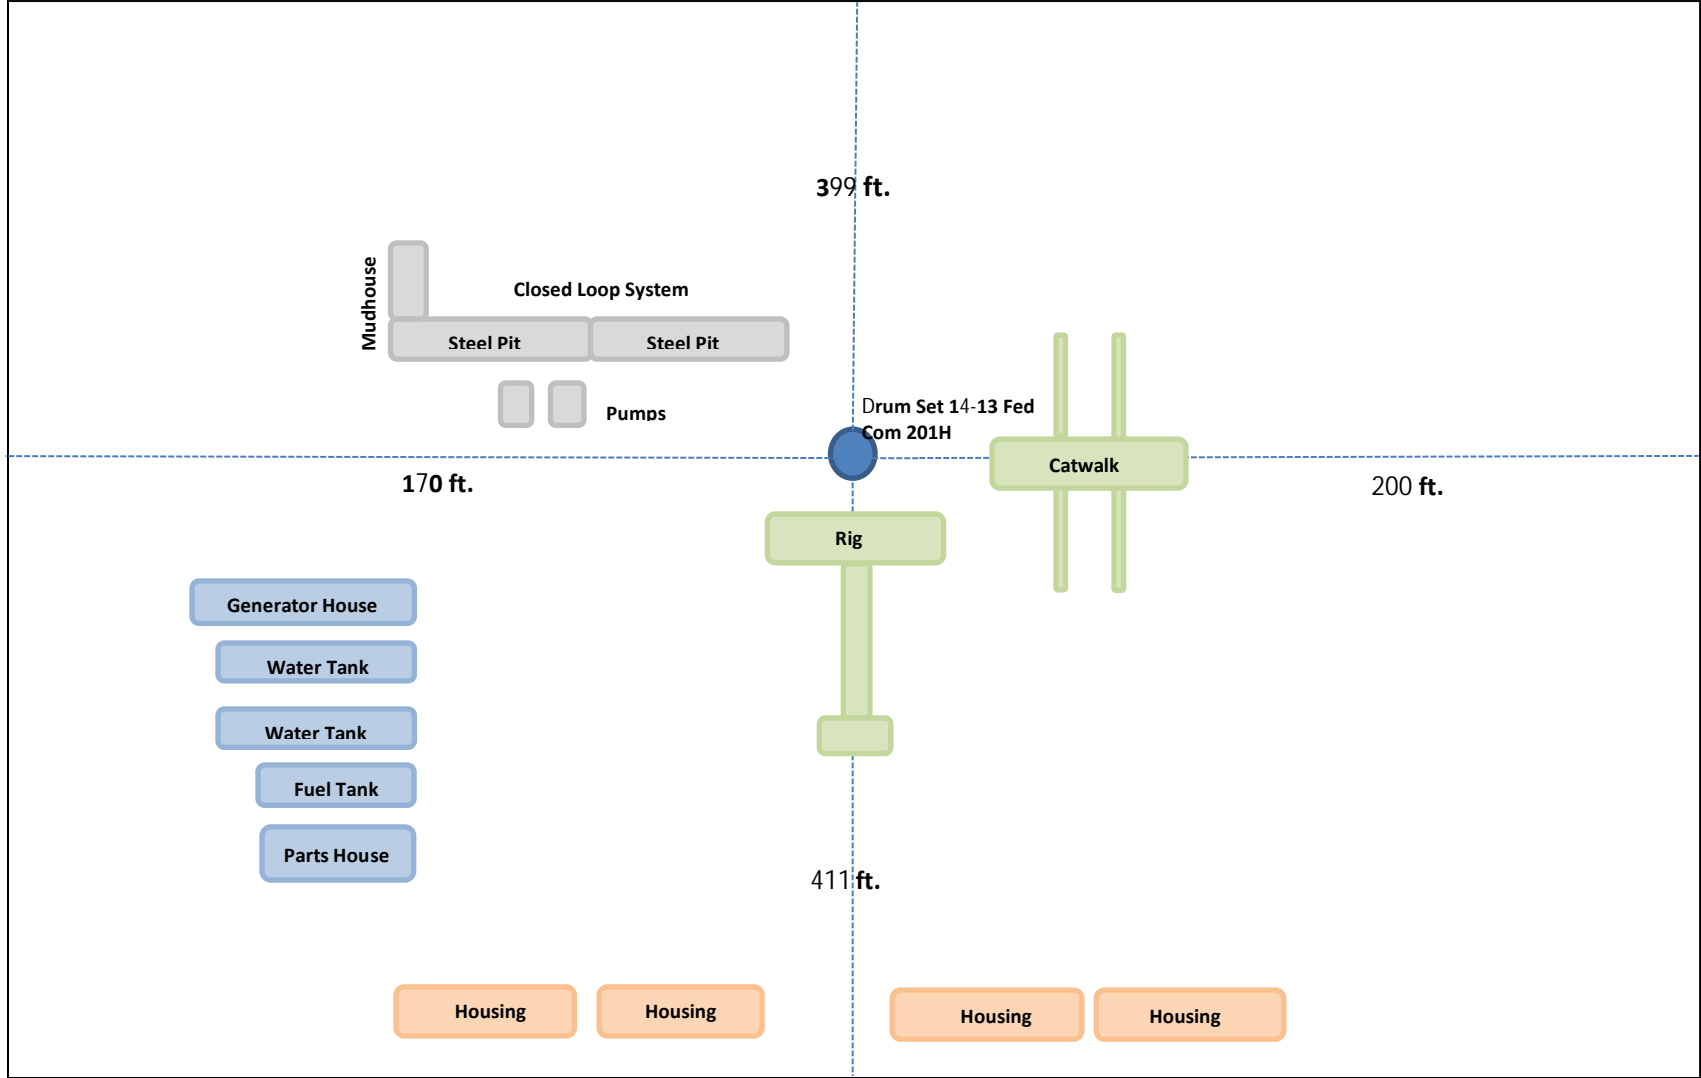 399 ft.
Mudhouse
Closed Loop System
Steel Pit
Steel Pit
Pumps
Drum Set 14-13 Fed
Com 201H
Catwalk
170 ft.
200 ft.
Rig
Generator House
Water Tank
Water Tank
Fuel Tank
Parts House
411 ft.
Housing
Housing
Housing
Housing